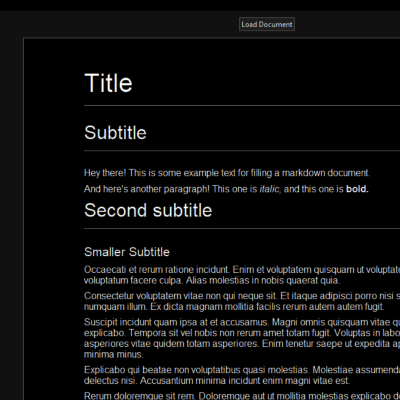 Load Document
Title
Subtitle
Hey there! This is some example text for filling a markdown document.
And here's another paragraph! This one is italic, and this one is bold.
Second subtitle
Smaller Subtitle
Occaecati et rerum ratione incidunt. Enim et voluptatem quisquam ut voluptate
voluptatum facere culpa. Alias molestias in nobis quaerat quia.
Consectetur voluptatem vitae non qui neque sit. Et itaque adipisci porro nisi s
numquam illum. Ex dicta magnam mollitia facilis rerum autem autem fugit.
Suscipit incidunt quam ipsa at et accusamus. Magni omnis quisquam vitae qu
explicabo. Tempora sit vel nobis non rerum amet totam fugit. Voluptas in labo
asperiores vitae quidem totam asperiores. Enim tenetur saepe ut expedita ap
minima minus.
Explicabo qui beatae non voluptatibus quasi molestias. Molestiae assumenda
delectus nisi. Accusantium minima incidunt enim magni vitae est.
Rerum doloremque sit rem. Doloremque aut ut mollitia molestias explicabo do